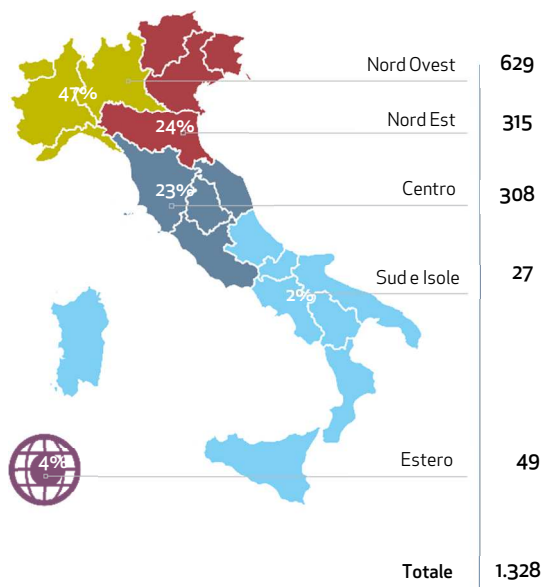 Nord Ovest 629
47%
Nord Est 315
24%
Centro 308
23%
Sud e Isole 27
2%
Estero 49
4%
Totale 1.328